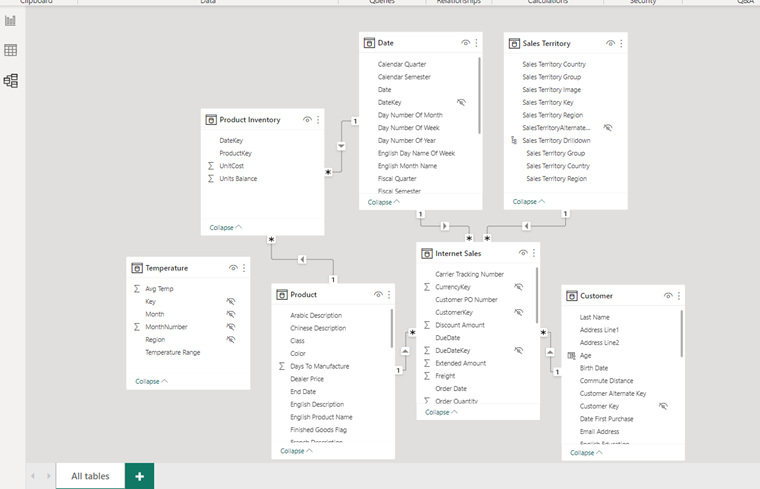 Clipboard Data Queries Relationships Calculations Security Q&A
Date
Calendar Quarter
Calendar Semester
Date
DateKey
Day Number Of Month
Day Number Of Week
Day Number Of Year
English Day Name Of Week
English Month Name
Fiscal Quarter
Fiscal Semester
Collapse
Sales Territory
Sales Territory Country
Sales Territory Group
Sales Territory Image
Sales Territory Key
Sales Territory Region
SalesTerritoryAlternate...
Sales Territory Drilldown
Sales Territory Group
Sales Territory Country
Sales Territory Region
Collapse
Product Inventory
DateKey
ProductKey
UnitCost
Units Balance
Collapse
1
*
1
*
1
*
*
1
Temperature
Avg Temp
Key
Month
MonthNumber
Region
Temperature Range
Collapse
Product
Arabic Description
Chinese Description
Class
Color
Days To Manufacture
Dealer Price
End Date
English Description
English Product Name
Finished Goods Flag
French Description
Collapse
1
*
Internet Sales
Carrier Tracking Number
CurrencyKey
Customer PO Number
CustomerKey
Discount Amount
DueDate
DueDateKey
Extended Amount
Freight
Order Date
Order Quantity
Collapse
*
1
Customer
Last Name
Address Line1
Address Line2
Age
Birth Date
Commute Distance
Customer Alternate Key
Customer Key
Date First Purchase
Email Address
English Education
Collapse
All tables
+